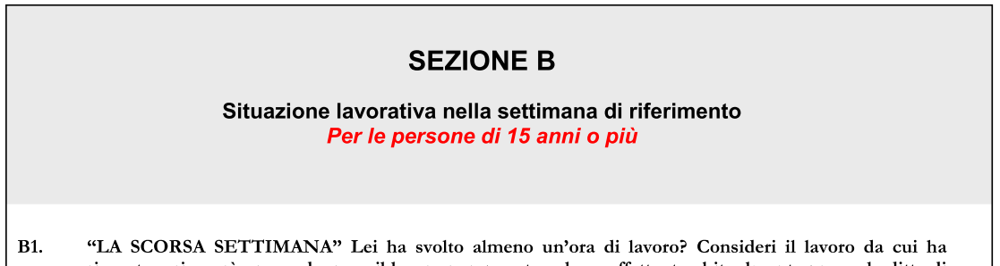 SEZIONE B
Situazione lavorativa nella settimana di riferimento
Per le persone di 15 anni o più
B1. “LA SCORSA SETTIMANA” Lei ha svolto almeno un’ora di lavoro? Consideri il lavoro da cui ha